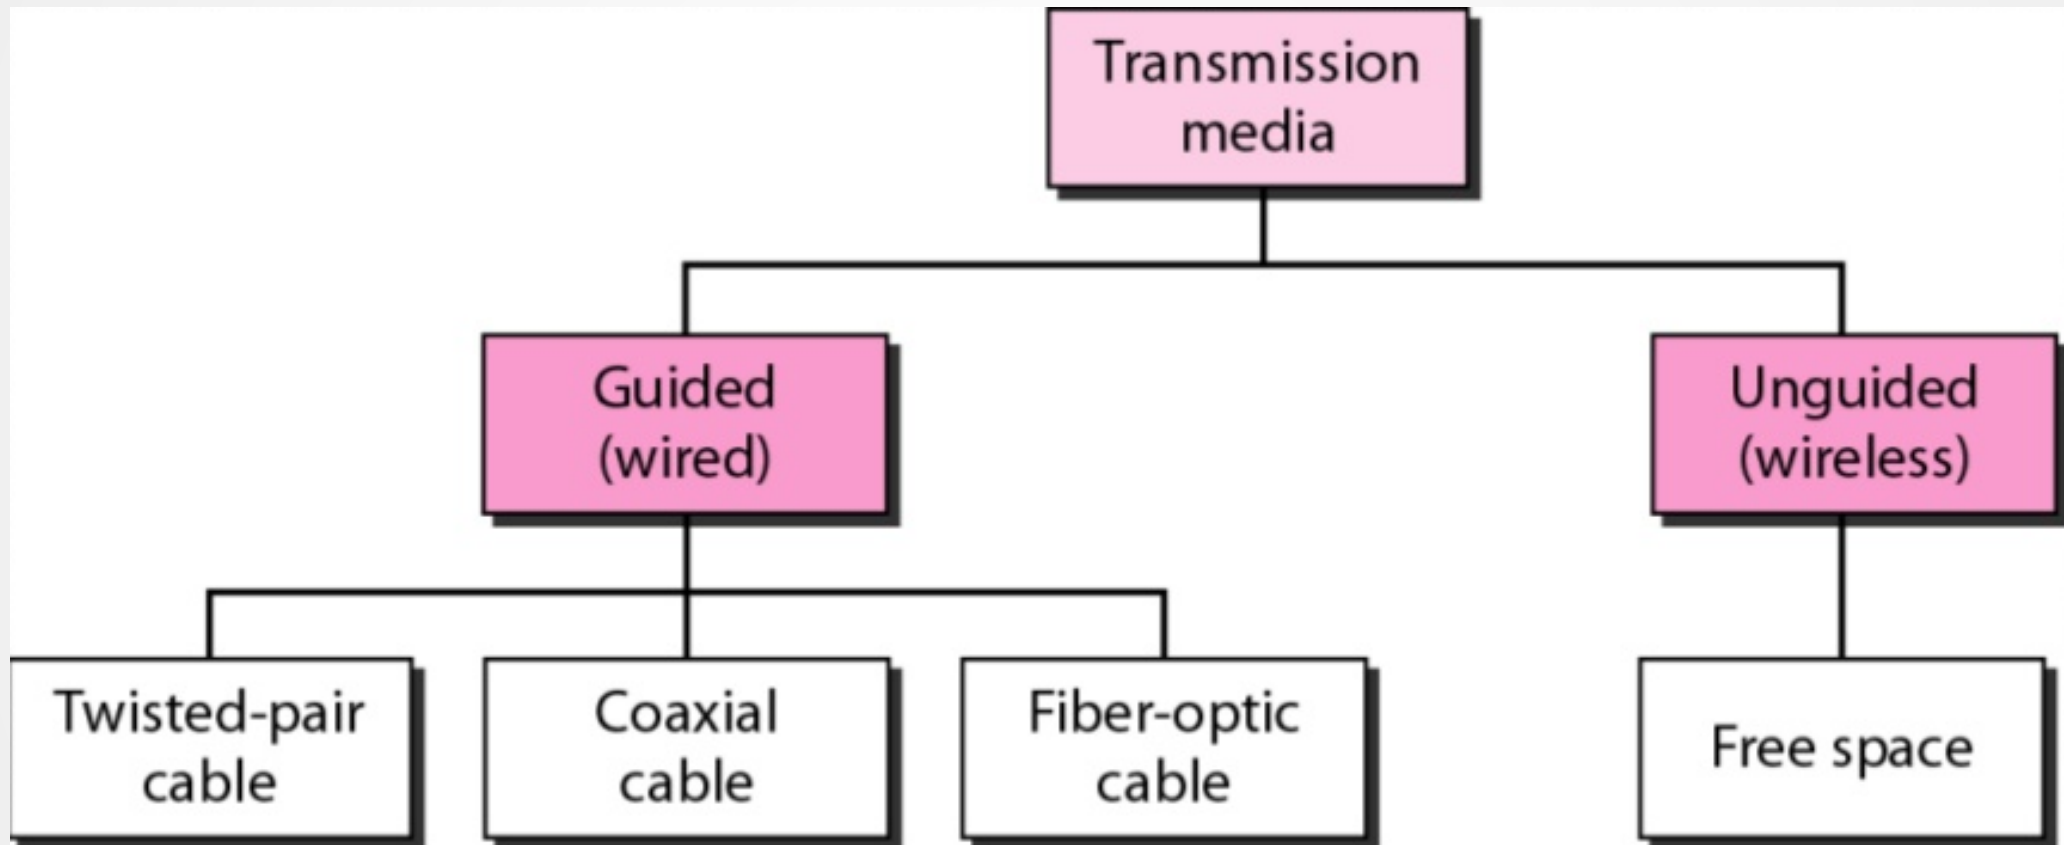 Transmission
media
Guided
(wired)
Unguided
(wireless)
Twisted-pair
cable
Coaxial
cable
Fiber-optic
cable
Free space